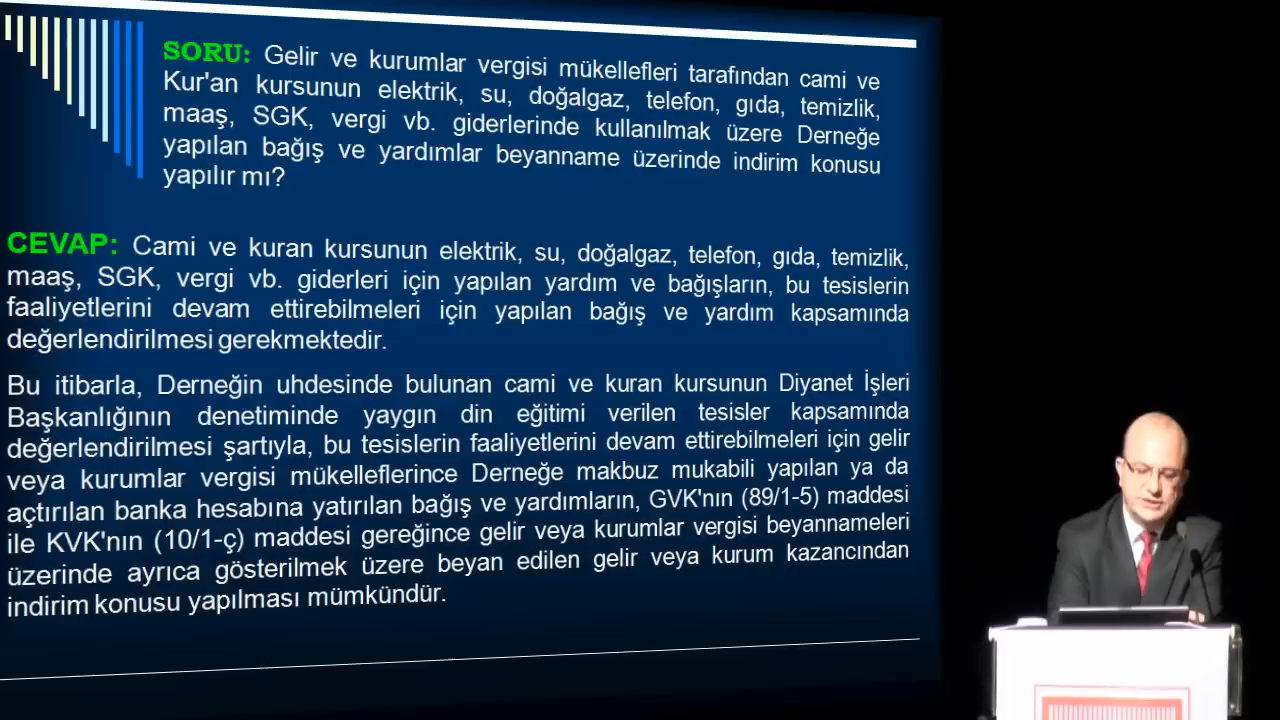 SORU: Gelir ve kurumlar vergisi mükellefleri tarafından cami ve
Kur'an kursunun elektrik, su, doğalgaz, telefon, gıda, temizlik,
maaş, SGK, vergi vb. giderlerinde kullanılmak üzere Derneğe
yapılan bağış ve yardımlar beyanname üzerinde indirim konusu
yapılır mı?
CEVAP: Cami ve kuran kursunun elektrik, su, doğalgaz, telefon, gıda, temizlik,
maaş, SGK, vergi vb. giderleri için yapılan yardım ve bağışların, bu tesislerin
faaliyetlerini devam ettirebilmeleri için yapılan bağış ve yardım kapsamında
değerlendirilmesi gerekmektedir.
Bu itibarla, Derneğin uhdesinde bulunan cami ve kuran kursunun Diyanet İşleri
Başkanlığının denetiminde yaygın din eğitimi verilen tesisler kapsamında
değerlendirilmesi şartıyla, bu tesislerin faaliyetlerini devam ettirebilmeleri için gelir
veya kurumlar vergisi mükelleflerince Derneğe makbuz mukabili yapılan ya da
açtırılan banka hesabına yatırılan bağış ve yardımların, GVK'nın (89/1-5) maddesi
ile KVK'nın (10/1-ç) maddesi gereğince gelir veya kurumlar vergisi beyannameleri
üzerinde ayrıca gösterilmek üzere beyan edilen gelir veya kurum kazancından
indirim konusu yapılması mümkündür.